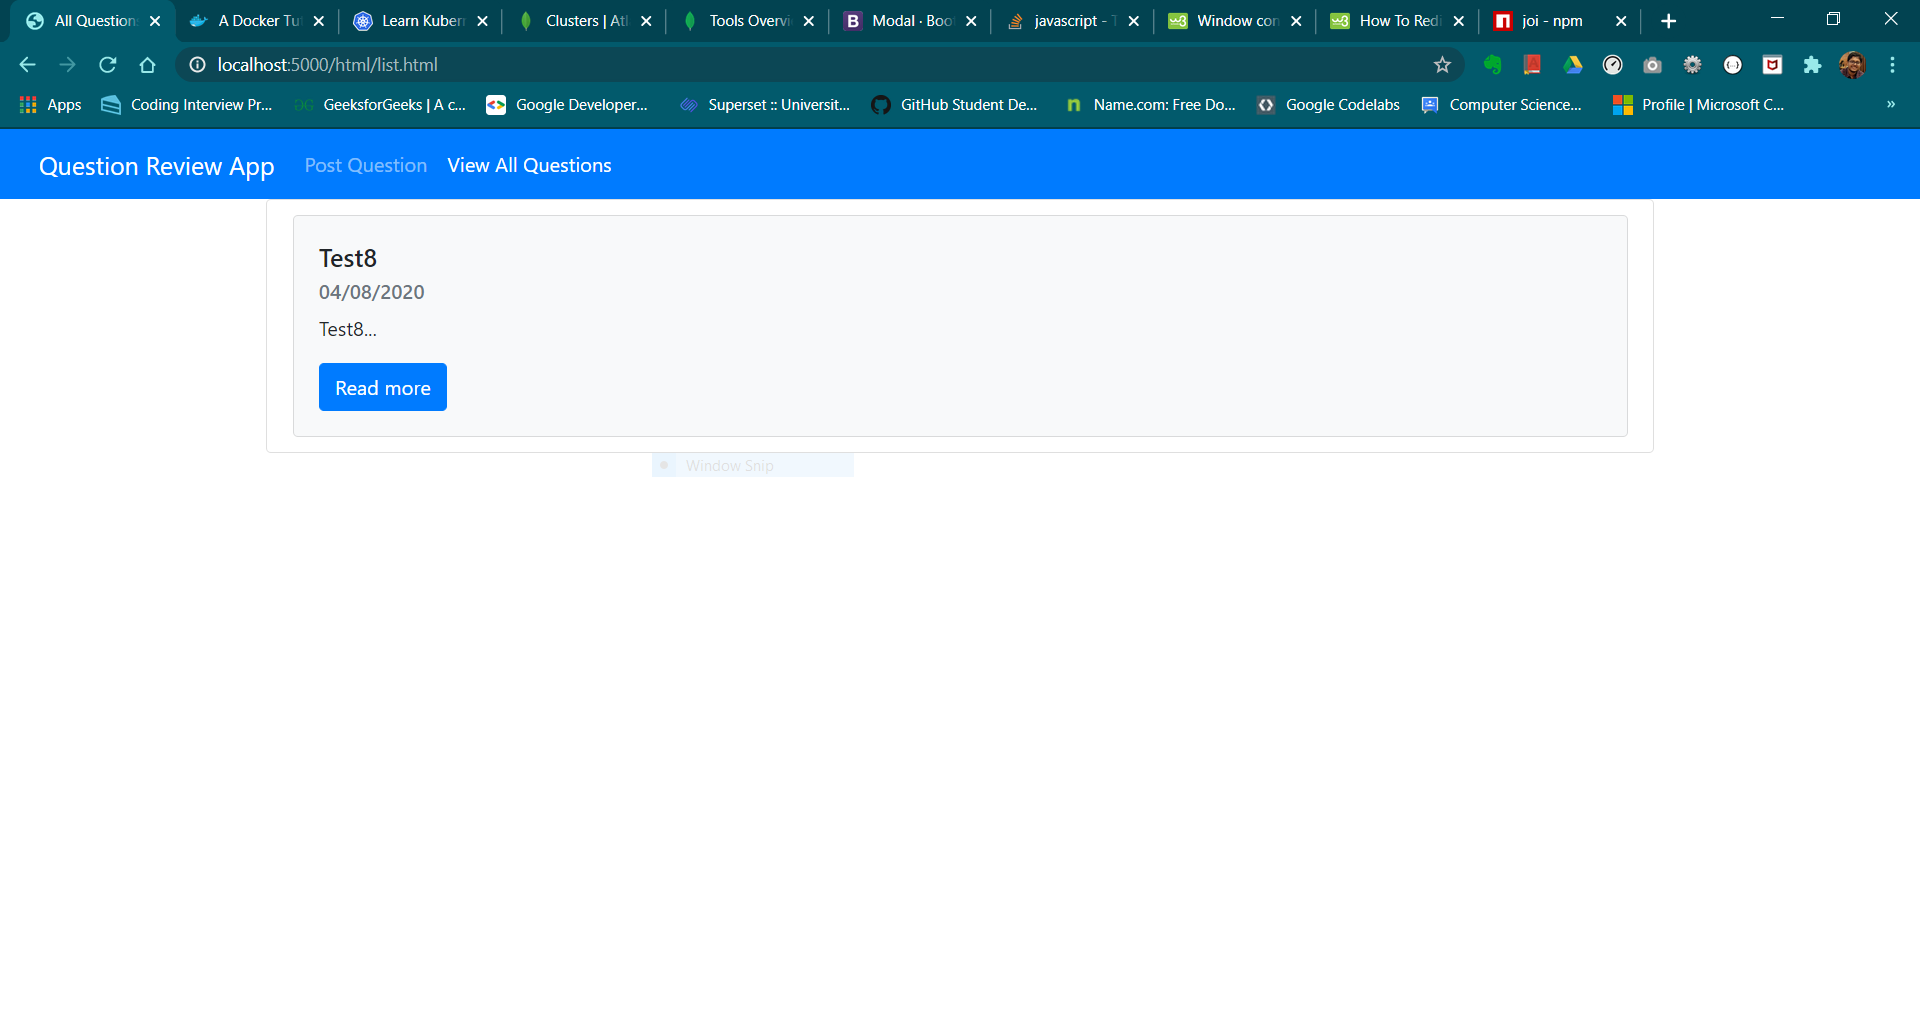 All Question
A Docker Tu
Learn Kubern
Clusters | Atl
Tools Overvi
Modal · Boot
javascript - T
Window con
How To Redi
joi - npm
localhost:5000/html/list.html
Apps
Coding Interview Pr...
GeeksforGeeks | A c...
Google Developer...
Superset :: Universit...
GitHub Student De...
Name.com: Free Do...
Google Codelabs
Computer Science...
Profile | Microsoft C...
»
Question Review App
Post Question
View All Questions
Test8
04/08/2020
Test8...
Read more
Window Snip